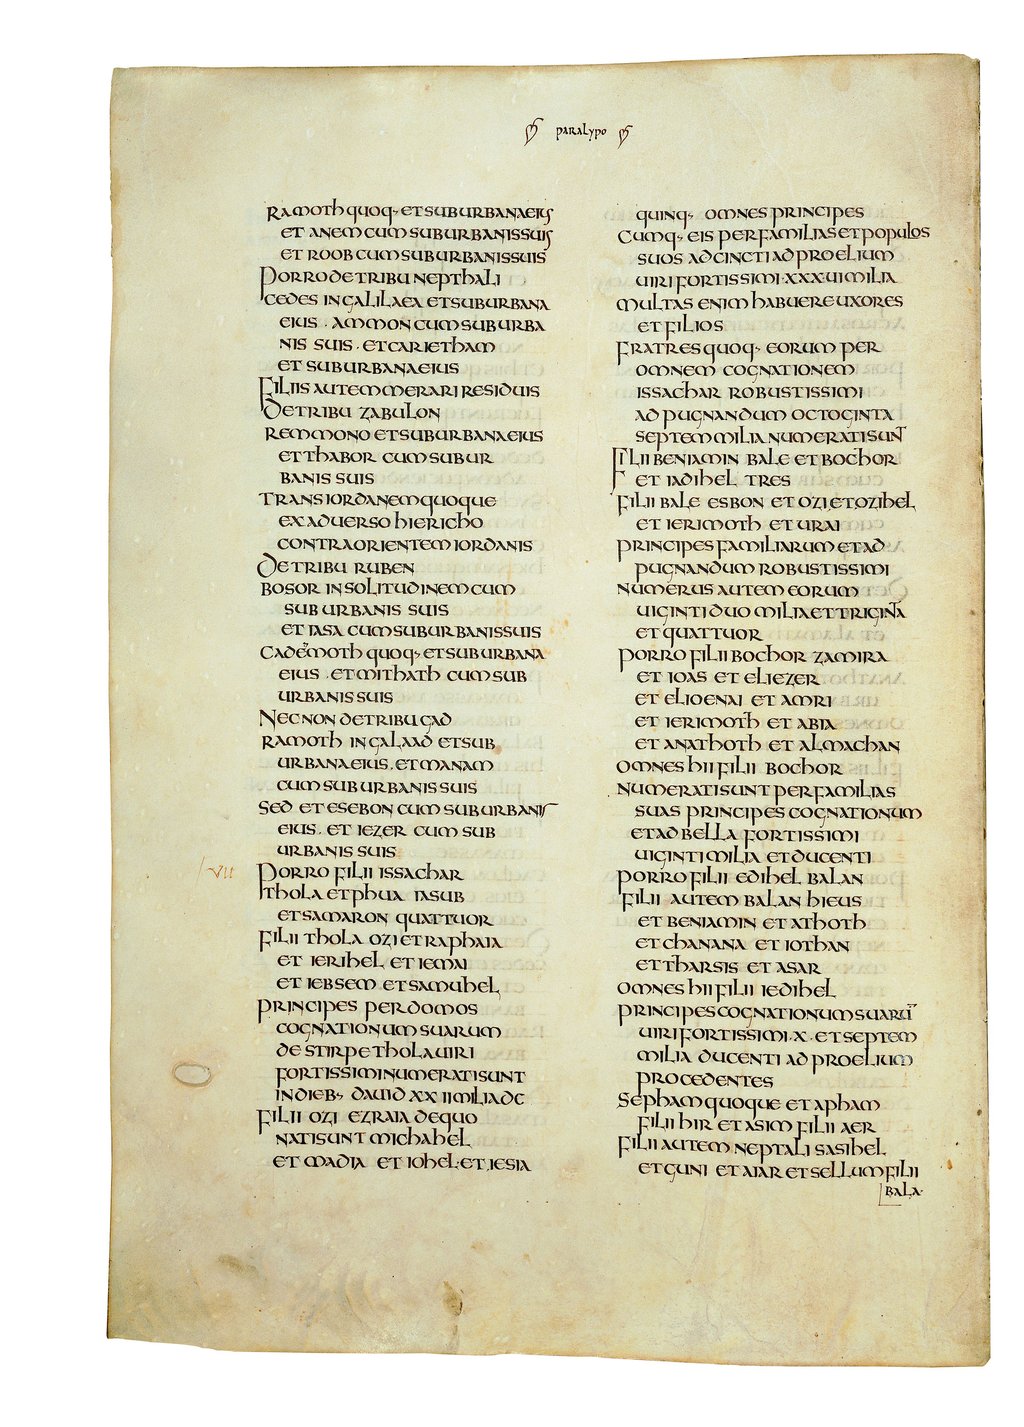 paralypo
RAMOTh quoq· ET SUBURBANA EIUS
ET ANEM CUM SUBURBANIS SUIS
ET ROOB CUM SUBURBANIS SUIS
PORRO DE TRIBU NEPThALI
CEDES IN GALILAEA ET SUBURBANA
EIUS · AMMON CUM SUBURBA
NIS SUIS · ET CARIEThAM
ET SUBURBANA EIUS
FILIIS AUTEM MERARI RESIDUIS
DE TRIBU ZABULON
REMMONO ET SUBURBANA EIUS
ET ThABOR CUM SUBUR
BANIS SUIS
TRANS IORDANEM quoque
EX ADUERSO hIERICHO
CONTRA ORIENTEM IORDANIS
DE TRIBU RUBEN
BOSOR IN SOLITUDINEM CUM
SUBURBANIS SUIS
ET IASA CUM SUBURBANIS SUIS
CADEMOTh quoq· ET SUBURBANA
EIUS · ET MIThATh CUM SUB
URBANIS SUIS
NEC NON DE TRIBU GAD
RAMOTh IN GALAAD ET SUB
URBANA EIUS · ET MANAM
CUM SUBURBANIS SUIS
SED ET ESEBON CUM SUBURBANIS
EIUS · ET IEZER CUM SUB
URBANIS SUIS
VII PORRO FILII ISSAChAR
ThOLA ET PhUA IASUB
ET SAMARON QUATTUOR
FILII ThOLA OZI ET RAPhAIA
ET IERIhEL ET IEMAI
ET IEBSEM ET SAMUhEL
PRINCIPES PER DOMOS
COGNATIONUM SUARUM
DE STIRPE ThOLA UIRI
FORTISSIMI NUMERATI SUNT
IN DIEB· DAUID XXII MILIA DC
FILII OZI EZRAIA DE QUO
NATI SUNT MICHAhEL
ET MADIA ET IOhEL · ET IESIA
QUINQ· OMNES PRINCIPES
CUMQ· EIS PER FAMILIAS ET POPULOS
SUOS ADCINCTI AD PROELIUM
UIRI FORTISSIMI · XXXUI MILIA
MULTAS ENIM HABUERE UXORES
ET FILIOS
FRATRES QUOQ· EORUM PER
OMNEM COGNATIONEM
ISSAChAR ROBUSTISSIMI
AD PUGNANDUM OCTOGINTA
SEPTEM MILIA NUMERATI SUNT
FILII BENIAMIN BALE ET BOCHOR
ET IADIhEL TRES
FILII BALE ESBON ET OZI, ET OZIhEL
ET IERIMOTh ET URAI
PRINCIPES FAMILIARUM ET AD
PUGNANDUM ROBUSTISSIMI
NUMERUS AUTEM EORUM
UIGINTI DUO MILIA ET TRIGINTA
ET QUATTUOR
PORRO FILII BOCHOR ZAMIRA
ET IOAS ET ELIEZER
ET ELIOENAI ET AMRI
ET IERIMOTh ET ABIA
ET ANAThOTh ET ALMAChAN
OMNES hII FILII BOCHOR
NUMERATI SUNT PER FAMILIAS
SUAS PRINCIPES COGNATIONUM
ET AD BELLA FORTISSIMI
UIGINTI MILIA ET DUCENTI
PORRO FILII EDIhEL BALAN
FILII AUTEM BALAN hIEUS
ET BENIAMIN ET AThOTh
ET ChANANA ET IOThAN
ET ThARSIS ET ASAR
OMNES hII FILII IEDIhEL
PRINCIPES COGNATIONUM SUARU̅
UIRI FORTISSIMI · X · ET SEPTEM
MILIA DUCENTI AD PROELIUM
PROCEDENTES
SEPhAM QUOQUE ET APhAM
FILII hIR ET ASIM FILII AER
FILII AUTEM NEPTALI SASIhEL
ET GUNI ET AIAR ET SELLUM FILII
BALA·